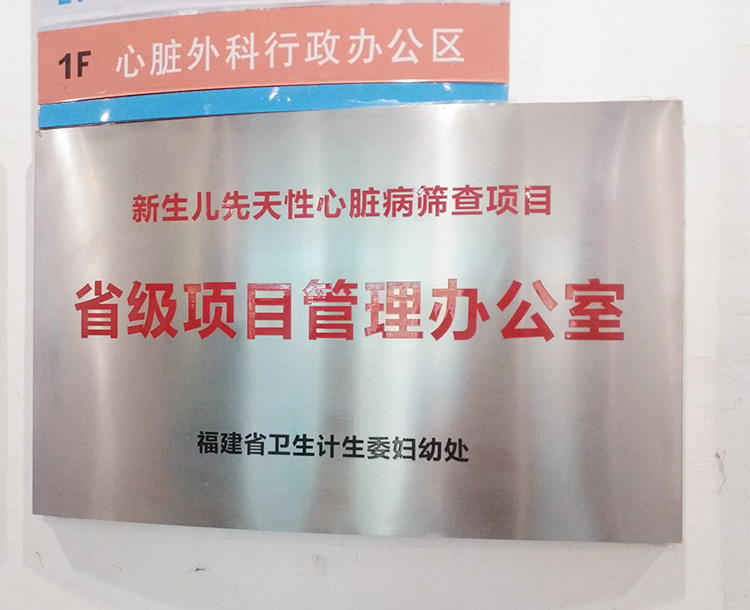 1F 心脏外科行政办公区
新生儿先天性心脏病筛查项目
省级项目管理办公室
福建省卫生计生委妇幼处